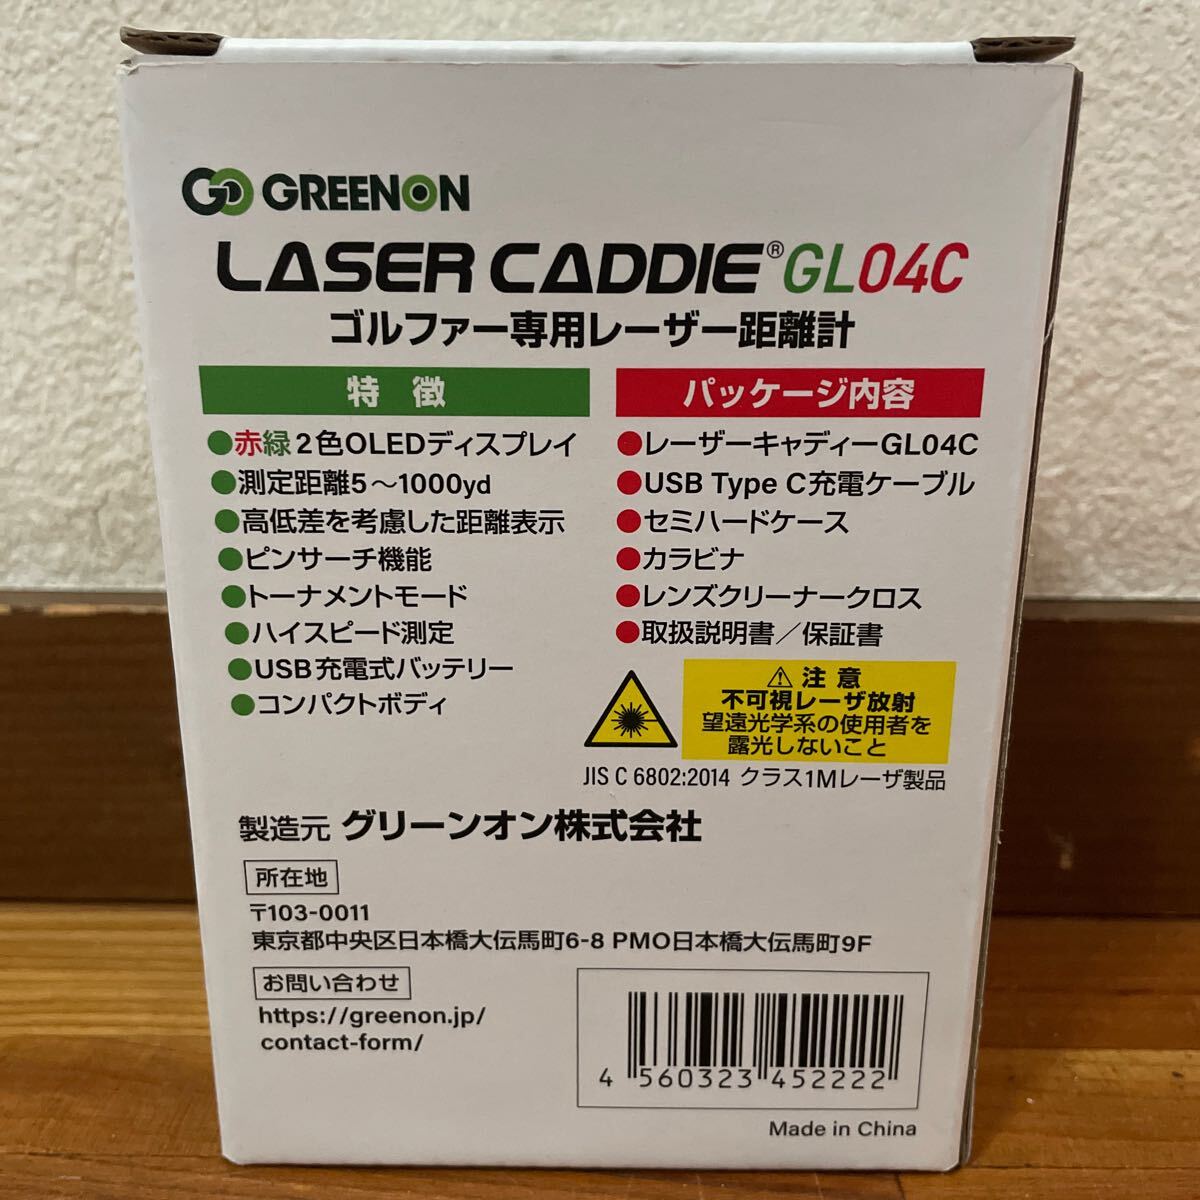 GO GREENON
LASER CADDIE® GL04C
ゴルファー専用レーザー距離計
特徴
●赤緑2色OLEDディスプレイ
●測定距離5～1000yd
●高低差を考慮した距離表示
●ピンサーチ機能
●トーナメントモード
●ハイスピード測定
●USB充電式バッテリー
●コンパクトボディ
パッケージ内容
●レーザーキャディーGL04C
●USB Type C充電ケーブル
●セミハードケース
●カラビナ
●レンズクリーナークロス
●取扱説明書／保証書
⚠ 注意
不可視レーザ放射
望遠光学系の使用者を
露光しないこと
JIS C 6802:2014 クラス1Mレーザ製品
製造元 グリーンオン株式会社
所在地
〒103-0011
東京都中央区日本橋大伝馬町6-8 PMO日本橋大伝馬町9F
お問い合わせ
https://greenon.jp/
contact-form/
4 560323 452222
Made in China